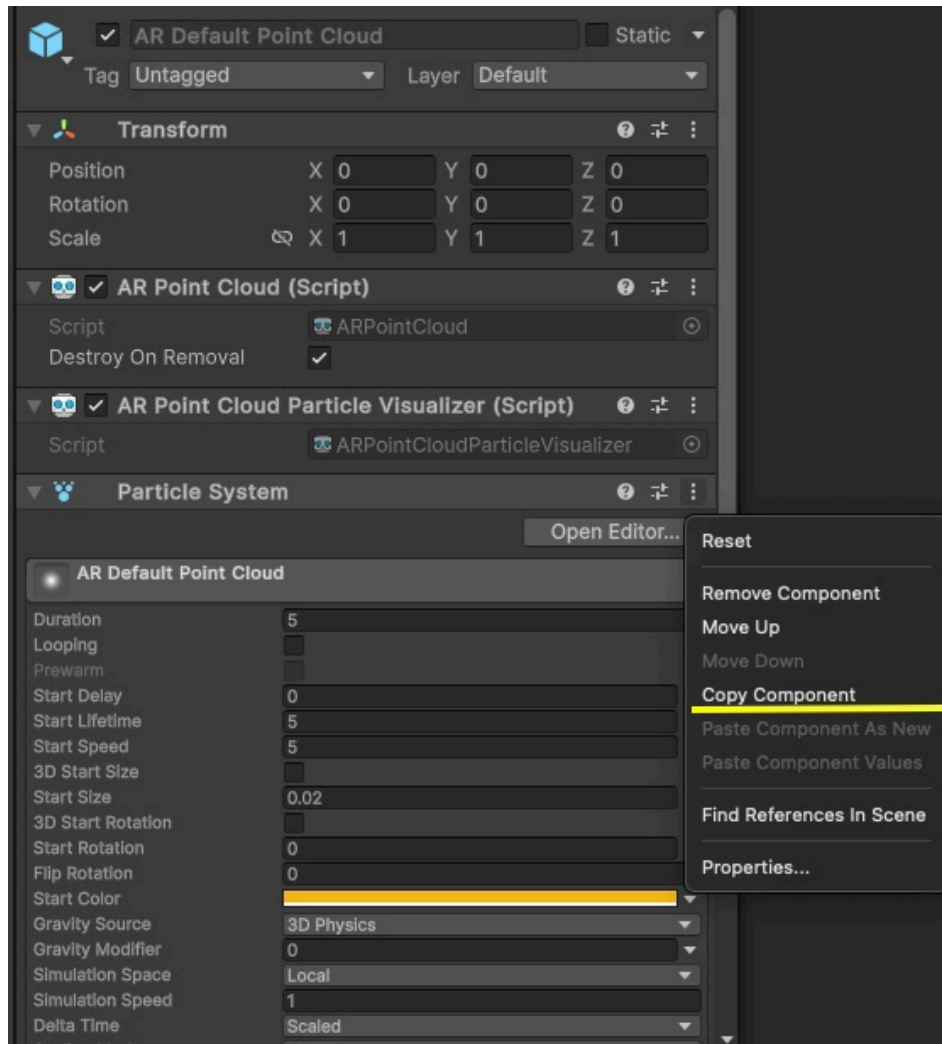 AR Default Point Cloud Static
Tag Untagged Layer Default
Transform
Position X 0 Y 0 Z 0
Rotation X 0 Y 0 Z 0
Scale X 1 Y 1 Z 1
AR Point Cloud (Script)
Script ARPointCloud
Destroy On Removal
AR Point Cloud Particle Visualizer (Script)
Script ARPointCloudParticleVisualizer
Particle System
Open Editor...
AR Default Point Cloud
Duration 5
Looping
Prewarm
Start Delay 0
Start Lifetime 5
Start Speed 5
3D Start Size
Start Size 0.02
3D Start Rotation
Start Rotation 0
Flip Rotation 0
Start Color
Gravity Source 3D Physics
Gravity Modifier 0
Simulation Space Local
Simulation Speed 1
Delta Time Scaled
Reset
Remove Component
Move Up
Move Down
Copy Component
Paste Component As New
Paste Component Values
Find References In Scene
Properties...